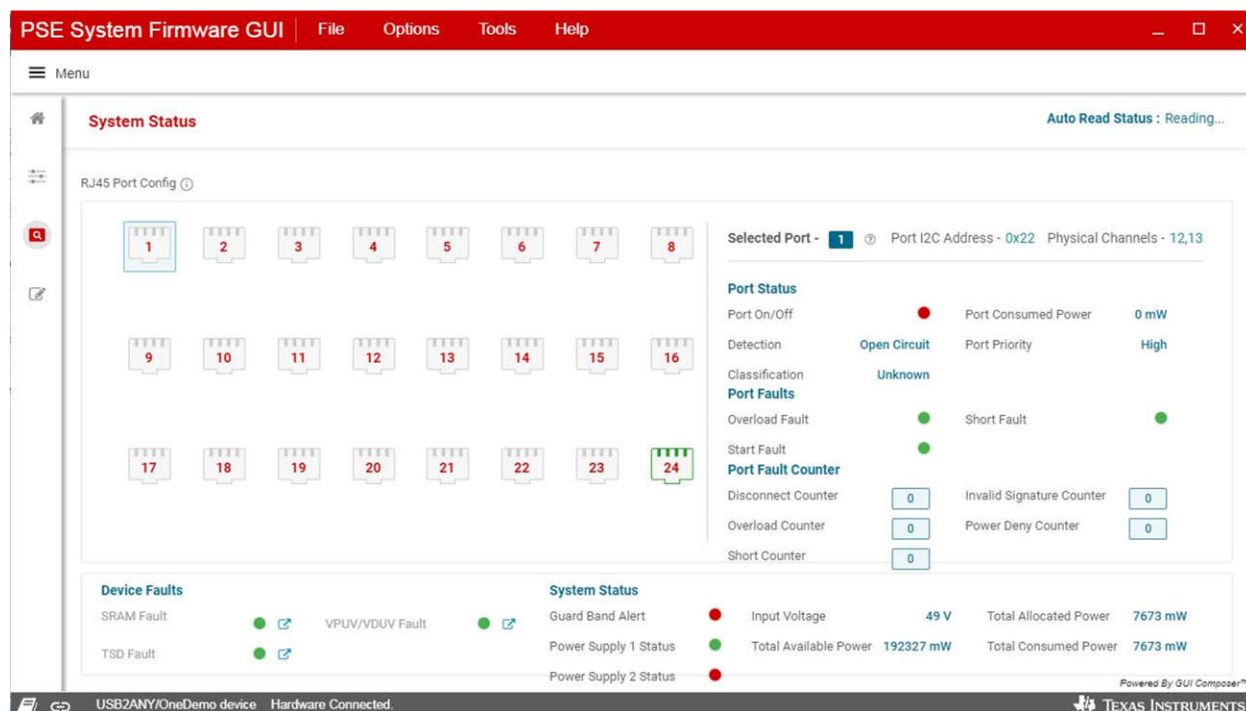 PSE System Firmware GUI File Options Tools Help
Menu
System Status
Auto Read Status : Reading...
RJ45 Port Config
1 2 3 4 5 6 7 8
9 10 11 12 13 14 15 16
17 18 19 20 21 22 23 24
Selected Port - 1 Port I2C Address - 0x22 Physical Channels - 12,13
Port Status
Port On/Off Port Consumed Power 0 mW
Detection Open Circuit Port Priority High
Classification Unknown
Port Faults
Overload Fault Short Fault
Start Fault
Port Fault Counter
Disconnect Counter 0 Invalid Signature Counter 0
Overload Counter 0 Power Deny Counter 0
Short Counter 0
Device Faults
SRAM Fault VPUV/VDUV Fault
TSD Fault
System Status
Guard Band Alert Input Voltage 49 V Total Allocated Power 7673 mW
Power Supply 1 Status Total Available Power 192327 mW Total Consumed Power 7673 mW
Power Supply 2 Status
Powered By GUI Composer™
USB2ANY/OneDemo device Hardware Connected.
TEXAS INSTRUMENTS